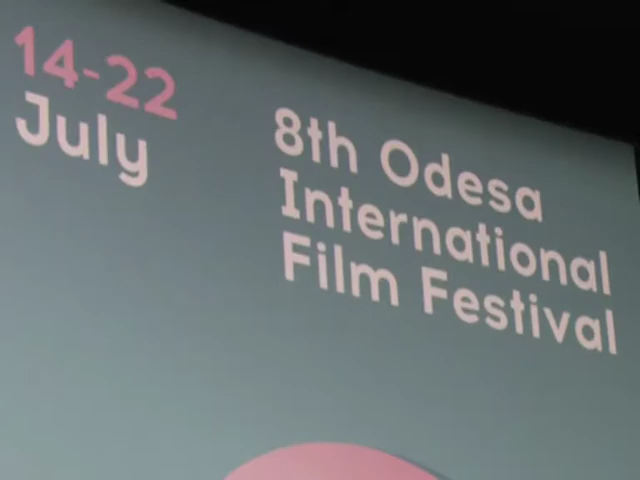 14-22
July
8th Odesa
International
Film Festival